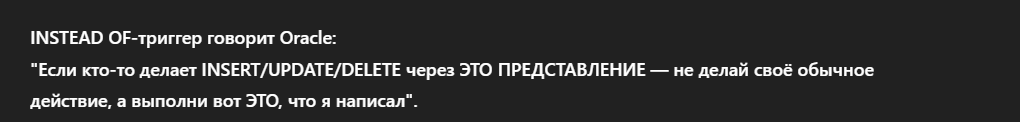 INSTEAD OF-триггер говорит Oracle:
"Если кто-то делает INSERT/UPDATE/DELETE через ЭТО ПРЕДСТАВЛЕНИЕ — не делай своё обычное
действие, а выполни вот ЭТО, что я написал".